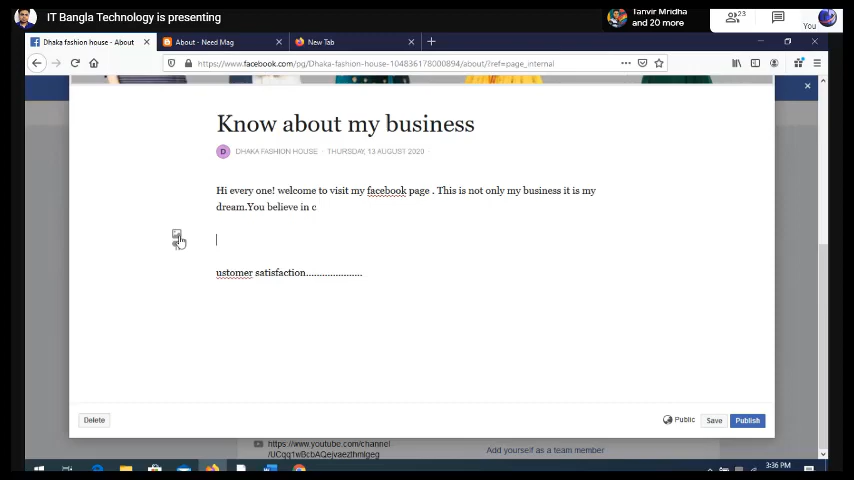 IT Bangla Technology is presenting
Tanvir Mridha
and 20 more
23
You
Dhaka fashion house - About
About - Need Mag
New Tab
https://www.facebook.com/pg/Dhaka-fashion-house-104836178000894/about/?ref=page_internal
Know about my business
D
DHAKA FASHION HOUSE · THURSDAY, 13 AUGUST 2020 ·
Hi every one! welcome to visit my facebook page . This is not only my business it is my
dream.You believe in c
ustomer satisfaction.....................
Delete
Public
Save
Publish
https://www.youtube.com/channel
Add yourself as a team member
3:36 PM